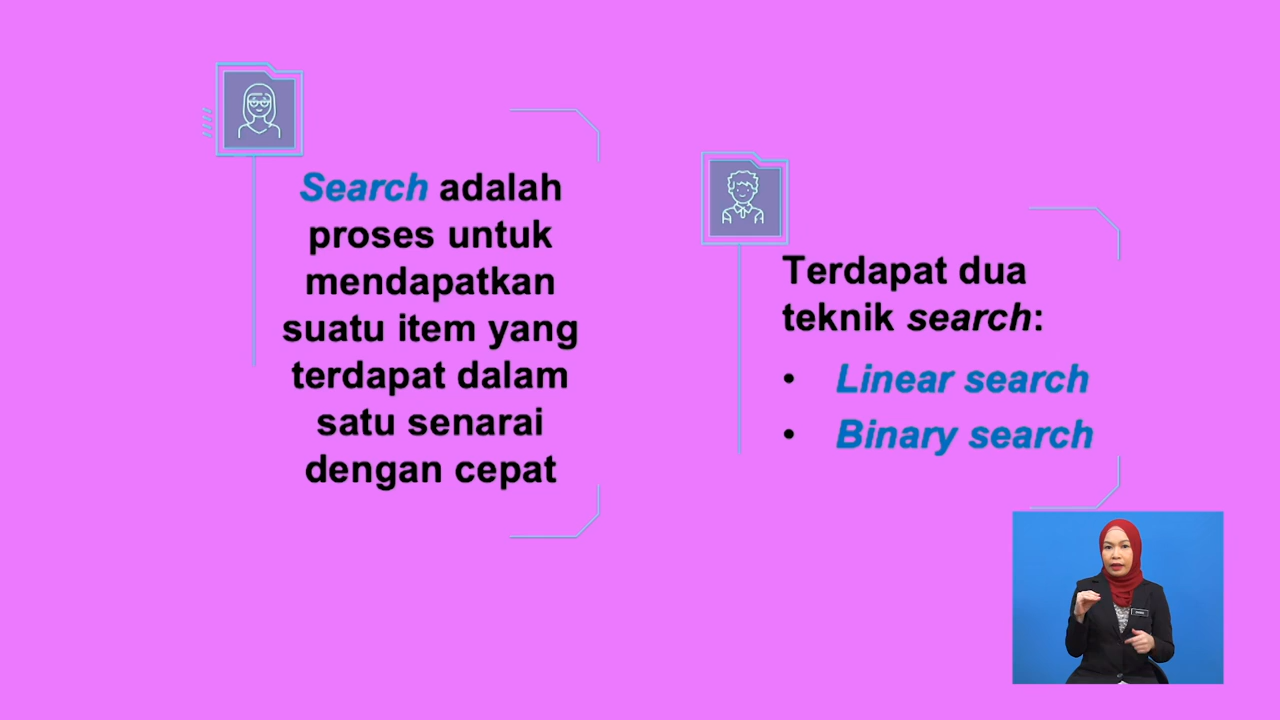 Search adalah
proses untuk
mendapatkan
suatu item yang
terdapat dalam
satu senarai
dengan cepat
Terdapat dua
teknik search:
• Linear search
• Binary search